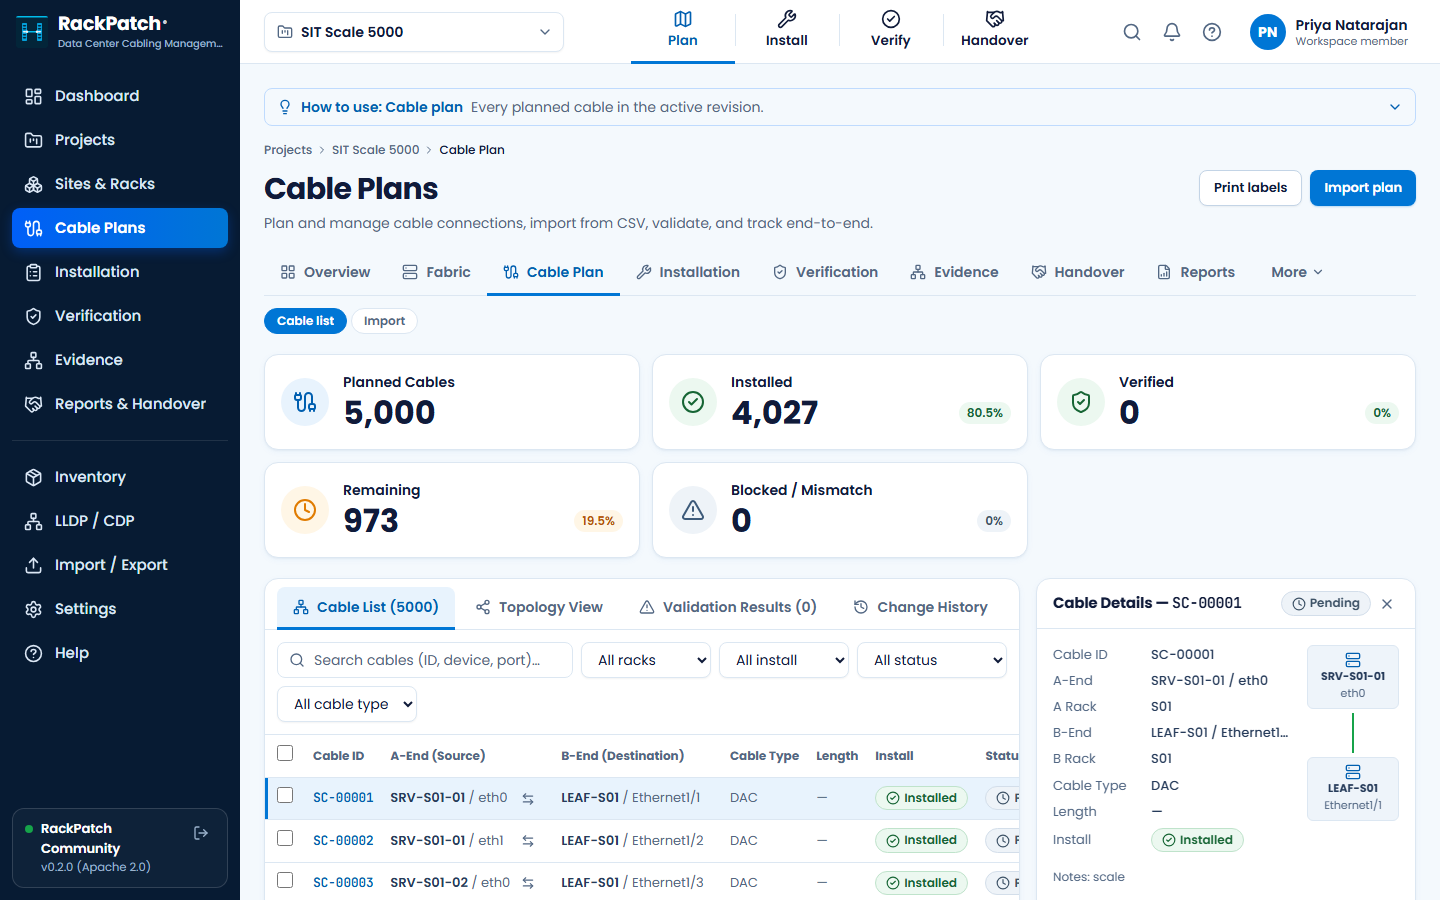 RackPatch
Data Center Cabling Managem...
Dashboard
Projects
Sites & Racks
Cable Plans
Installation
Verification
Evidence
Reports & Handover
Inventory
LLDP / CDP
Import / Export
Settings
Help
RackPatch Community
v0.2.0 (Apache 2.0)
SIT Scale 5000
Plan
Install
Verify
Handover
PN
Priya Natarajan
Workspace member
How to use: Cable plan Every planned cable in the active revision.
Projects > SIT Scale 5000 > Cable Plan
Cable Plans
Plan and manage cable connections, import from CSV, validate, and track end-to-end.
Print labels
Import plan
Overview
Fabric
Cable Plan
Installation
Verification
Evidence
Handover
Reports
More
Cable list
Import
Planned Cables
5,000
Installed
4,027
80.5%
Verified
0
0%
Remaining
973
19.5%
Blocked / Mismatch
0
0%
Cable List (5000)
Topology View
Validation Results (0)
Change History
Search cables (ID, device, port)...
All racks
All install
All status
All cable type
Cable ID A-End (Source) B-End (Destination) Cable Type Length Install Statu
SC-00001 SRV-S01-01 / eth0 LEAF-S01 / Ethernet1/1 DAC — Installed
SC-00002 SRV-S01-01 / eth1 LEAF-S01 / Ethernet1/2 DAC — Installed
SC-00003 SRV-S01-02 / eth0 LEAF-S01 / Ethernet1/3 DAC — Installed
Cable Details — SC-00001
Pending
Cable ID SC-00001
A-End SRV-S01-01 / eth0
A Rack S01
B-End LEAF-S01 / Ethernet1...
B Rack S01
Cable Type DAC
Length —
Install Installed
Notes: scale
SRV-S01-01
eth0
LEAF-S01
Ethernet1/1